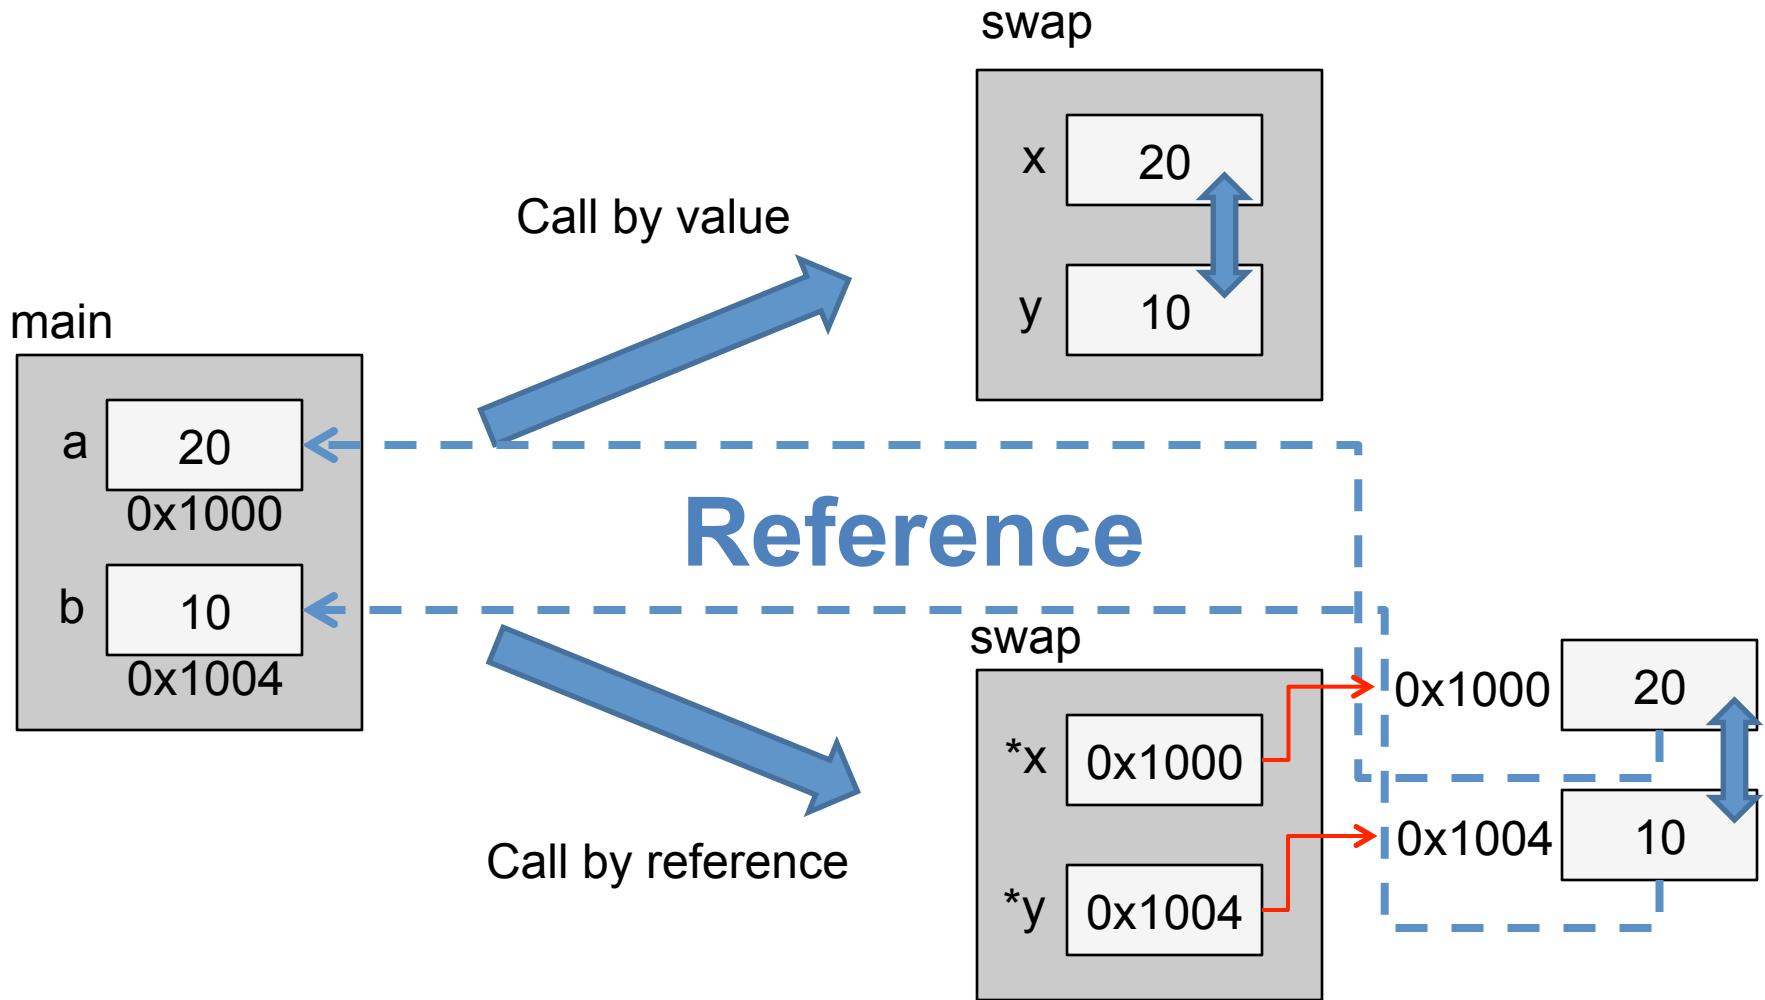 swap
x 20
Call by value
y 10
main
a 20
0x1000
Reference
b 10
0x1004
swap
0x1000 20
*x 0x1000
0x1004 10
Call by reference
*y 0x1004